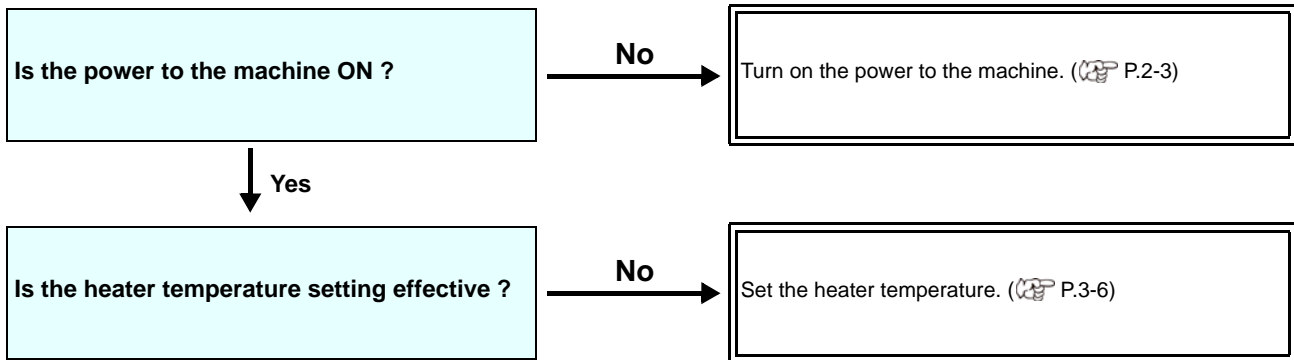 Is the power to the machine ON ?
No
Turn on the power to the machine. ( P.2-3)
Yes
Is the heater temperature setting effective ?
No
Set the heater temperature. ( P.3-6)